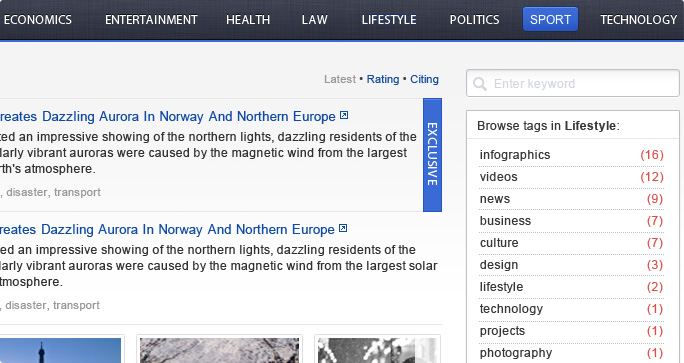 ECONOMICS ENTERTAINMENT HEALTH LAW LIFESTYLE POLITICS SPORT TECHNOLOGY
Latest • Rating • Citing
Enter keyword
reates Dazzling Aurora In Norway And Northern Europe
ted an impressive showing of the northern lights, dazzling residents of the
larly vibrant auroras were caused by the magnetic wind from the largest
rth's atmosphere.
, disaster, transport
EXCLUSIVE
reates Dazzling Aurora In Norway And Northern Europe
ted an impressive showing of the northern lights, dazzling residents of the
larly vibrant auroras were caused by the magnetic wind from the largest solar
tmosphere.
, disaster, transport
Browse tags in Lifestyle:
infographics (16)
videos (12)
news (9)
business (7)
culture (7)
design (3)
lifestyle (2)
technology (1)
projects (1)
photography (1)